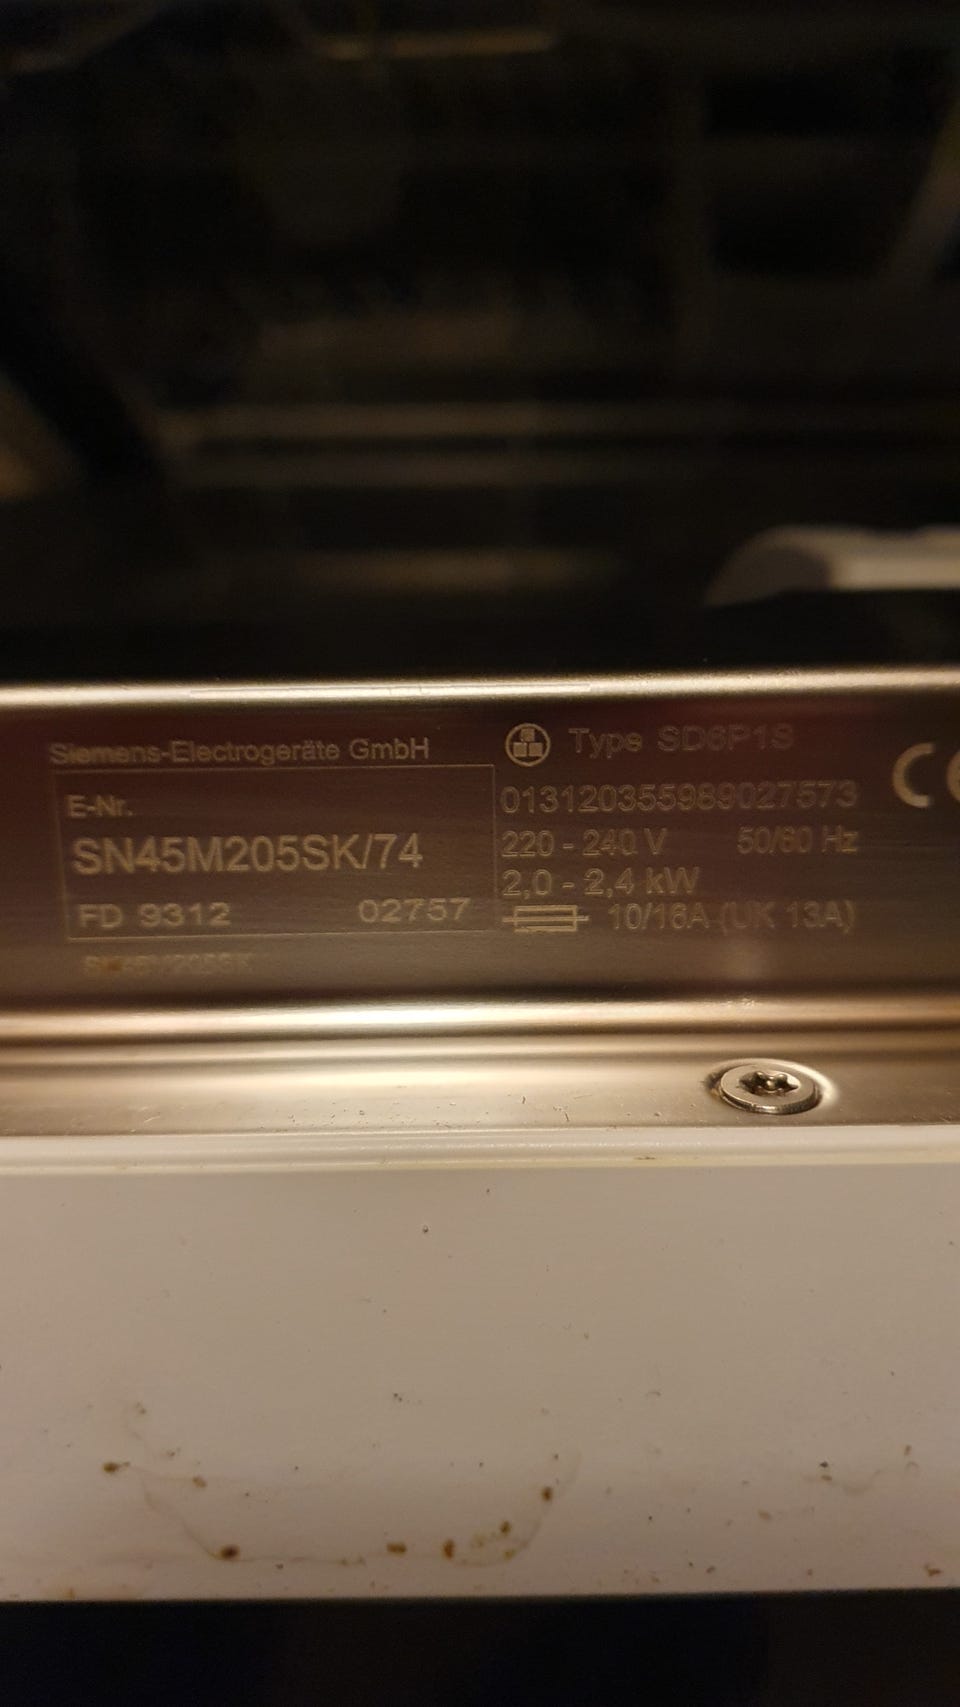 Siemens-Electrogeräte GmbH
E-Nr.
SN45M205SK/74
FD 9312 02757
Type SD6P1S
013120355989027573
220 - 240 V 50/60 Hz
2,0 - 2,4 kW
10/16A (UK 13A)